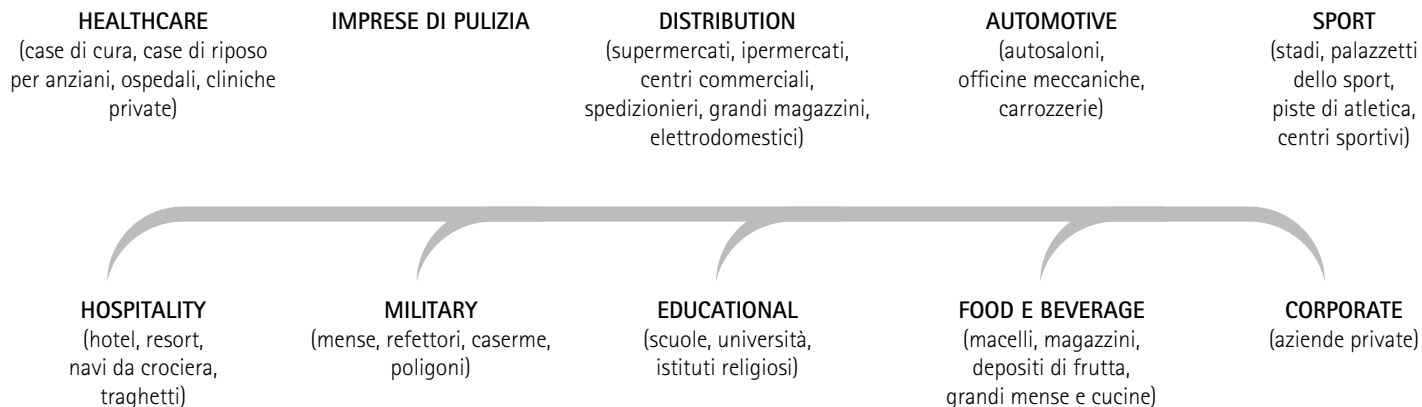 HEALTHCARE
(case di cura, case di riposo
per anziani, ospedali, cliniche
private)
IMPRESE DI PULIZIA
DISTRIBUTION
(supermercati, ipermercati,
centri commerciali,
spedizionieri, grandi magazzini,
elettrodomestici)
AUTOMOTIVE
(autosaloni,
officine meccaniche,
carrozzerie)
SPORT
(stadi, palazzetti
dello sport,
piste di atletica,
centri sportivi)
HOSPITALITY
(hotel, resort,
navi da crociera,
traghetti)
MILITARY
(mense, refettori, caserme,
poligoni)
EDUCATIONAL
(scuole, università,
istituti religiosi)
FOOD E BEVERAGE
(macelli, magazzini,
depositi di frutta,
grandi mense e cucine)
CORPORATE
(aziende private)